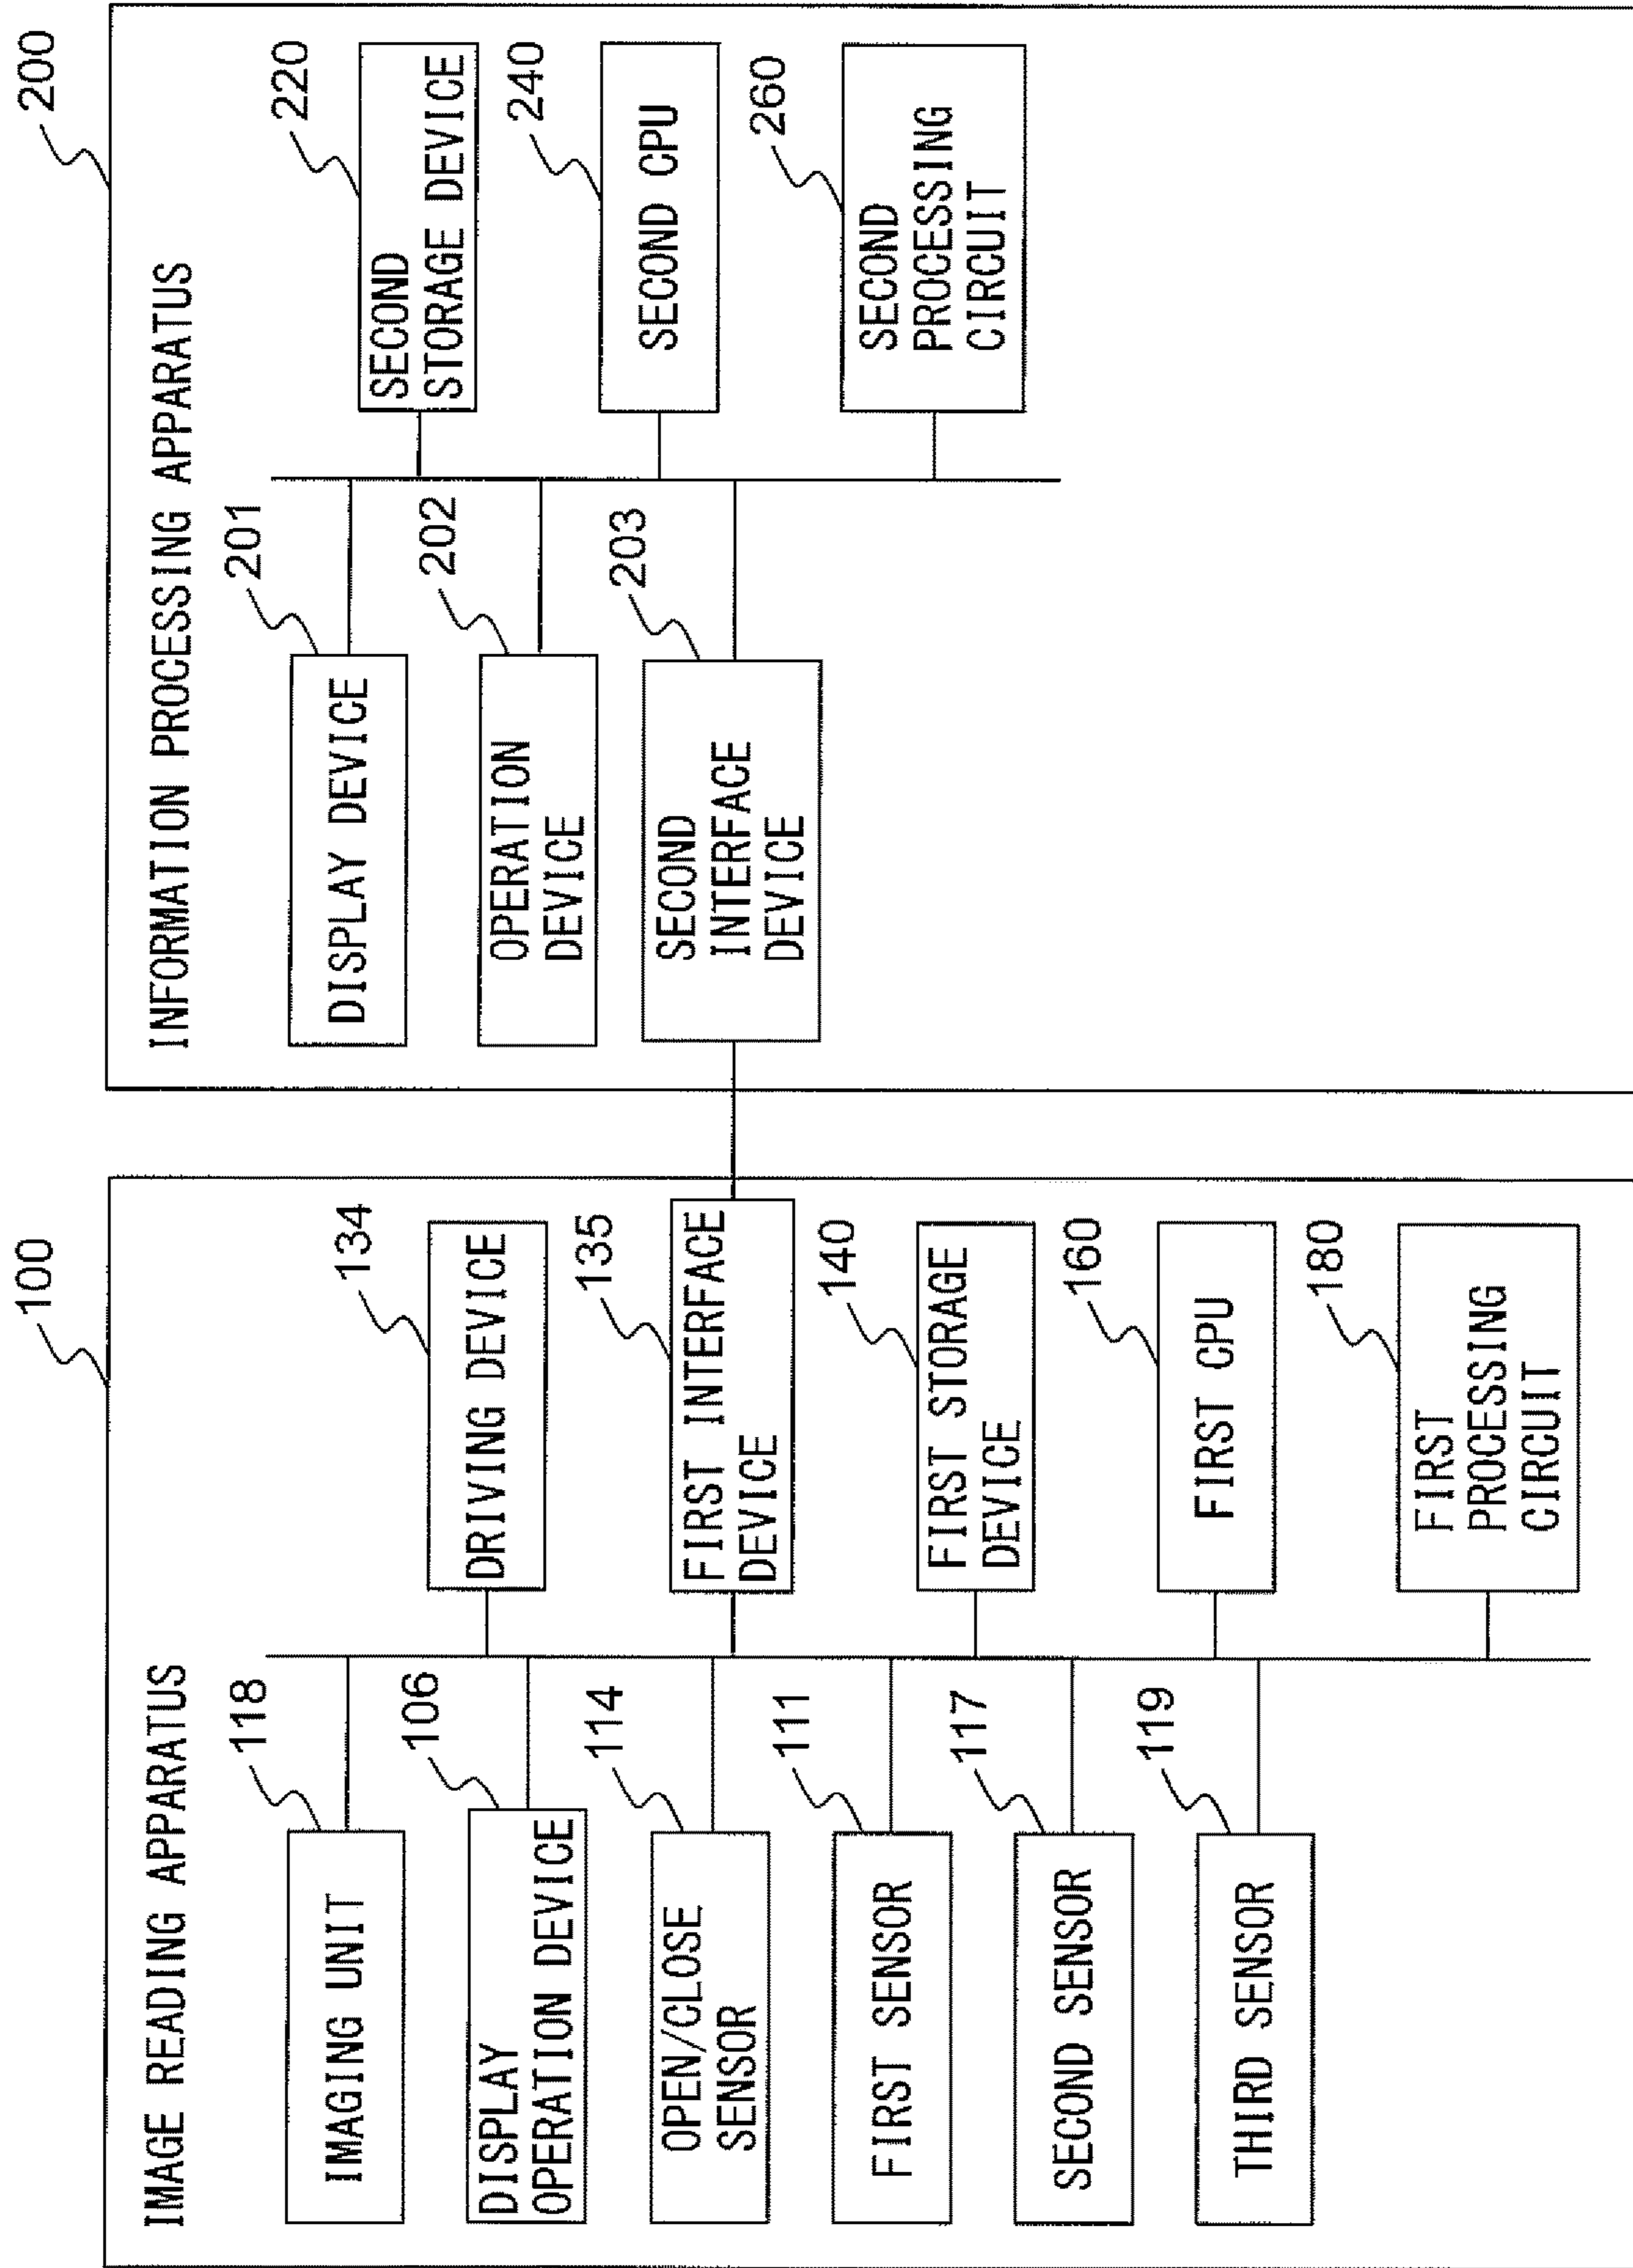 100
IMAGE READING APPARATUS
118
IMAGING UNIT
106
DISPLAY
OPERATION DEVICE
114
OPEN/CLOSE
SENSOR
111
FIRST SENSOR
117
SECOND SENSOR
119
THIRD SENSOR
134
DRIVING DEVICE
135
FIRST INTERFACE
DEVICE
140
FIRST STORAGE
DEVICE
160
FIRST CPU
180
FIRST
PROCESSING
CIRCUIT
200
INFORMATION PROCESSING APPARATUS
201
DISPLAY DEVICE
202
OPERATION
DEVICE
203
SECOND
INTERFACE
DEVICE
220
SECOND
STORAGE DEVICE
240
SECOND CPU
260
SECOND
PROCESSING
CIRCUIT